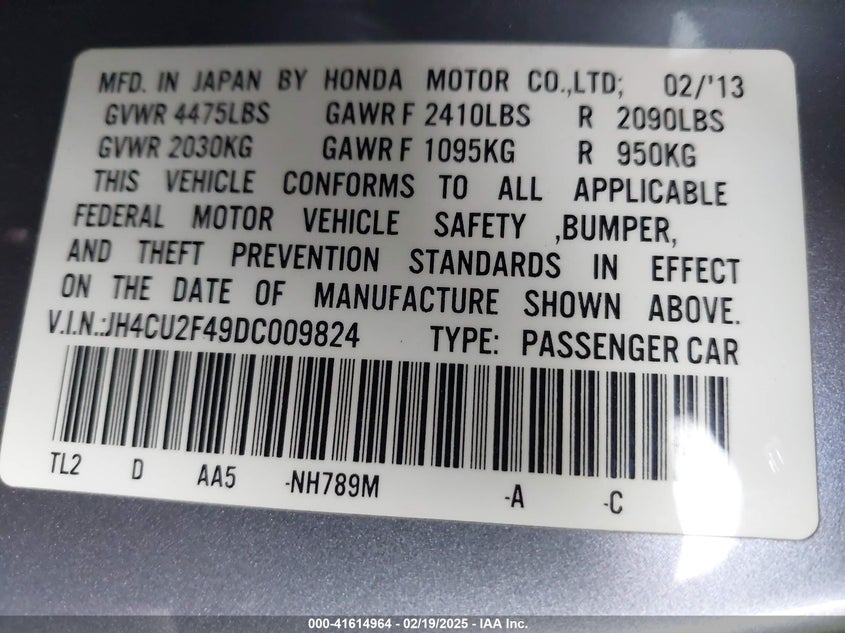 MFD. IN JAPAN BY HONDA MOTOR CO.,LTD; 02/'13
GVWR 4475LBS GAWR F 2410LBS R 2090LBS
GVWR 2030KG GAWR F 1095KG R 950KG
THIS VEHICLE CONFORMS TO ALL APPLICABLE
FEDERAL MOTOR VEHICLE SAFETY ,BUMPER,
AND THEFT PREVENTION STANDARDS IN EFFECT
ON THE DATE OF MANUFACTURE SHOWN ABOVE.
V.I.N.:JH4CU2F49DC009824 TYPE: PASSENGER CAR
TL2 D AA5 -NH789M -A -C
000-41614964 - 02/19/2025 - IAA Inc.